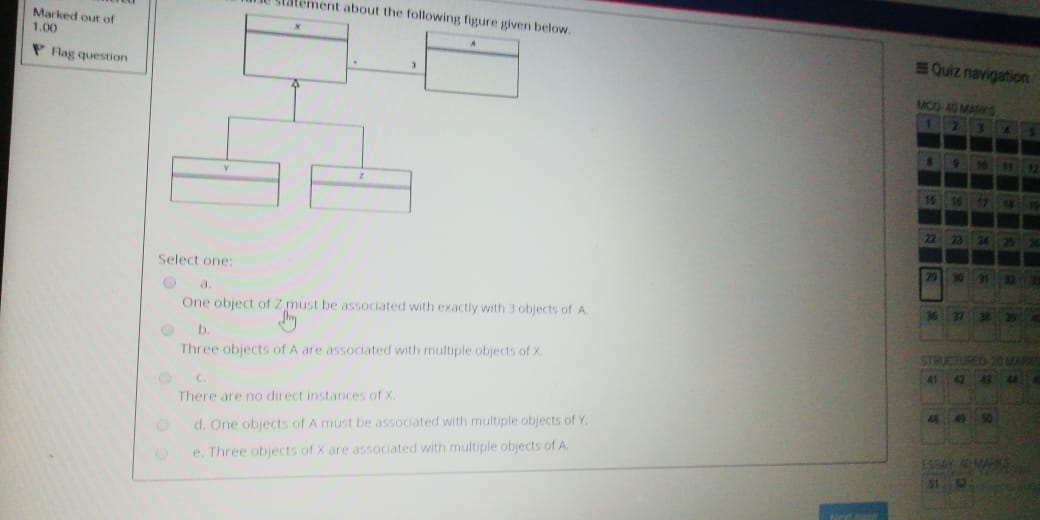 Marked out of
1.00
Flag question
statement about the following figure given below.
X
A
*
3
Y
Z
Select one:
a.
One object of Z must be associated with exactly with 3 objects of A.
b.
Three objects of A are associated with multiple objects of X.
c.
There are no direct instances of X.
d. One objects of A must be associated with multiple objects of Y.
e. Three objects of X are associated with multiple objects of A.
Quiz navigation
MCQ- 40 MARKS
1 2 3 4 5
8 9 10 11 12
15 16 17 18 19
22 23 24 25 26
29 30 31 32
36 37 38 39
STRUCTURED- 20 MARKS
41 42 43 44
48 49 50
ESSAY- 40 MARKS
51 52
Next page